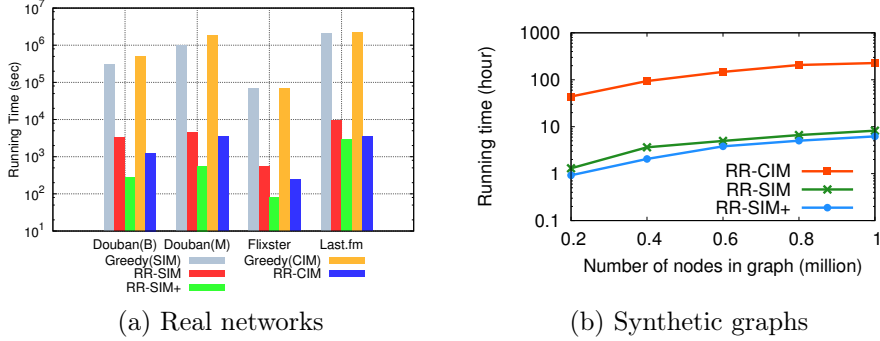 10^7
10^6
10^5
10^4
10^3
10^2
10^1
Running Time (sec)
Douban(B) Douban(M) Flixster Last.fm
Greedy(SIM) Greedy(CIM)
RR-SIM RR-CIM
RR-SIM+
(a) Real networks
1000
100
10
1
0.1
Running time (hour)
RR-CIM
RR-SIM
RR-SIM+
0.2 0.4 0.6 0.8 1
Number of nodes in graph (million)
(b) Synthetic graphs